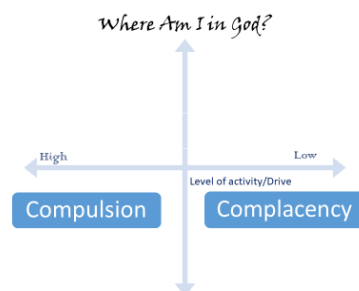 Where Am I in God?
High
Low
Level of activity/Drive
Compulsion
Complacency